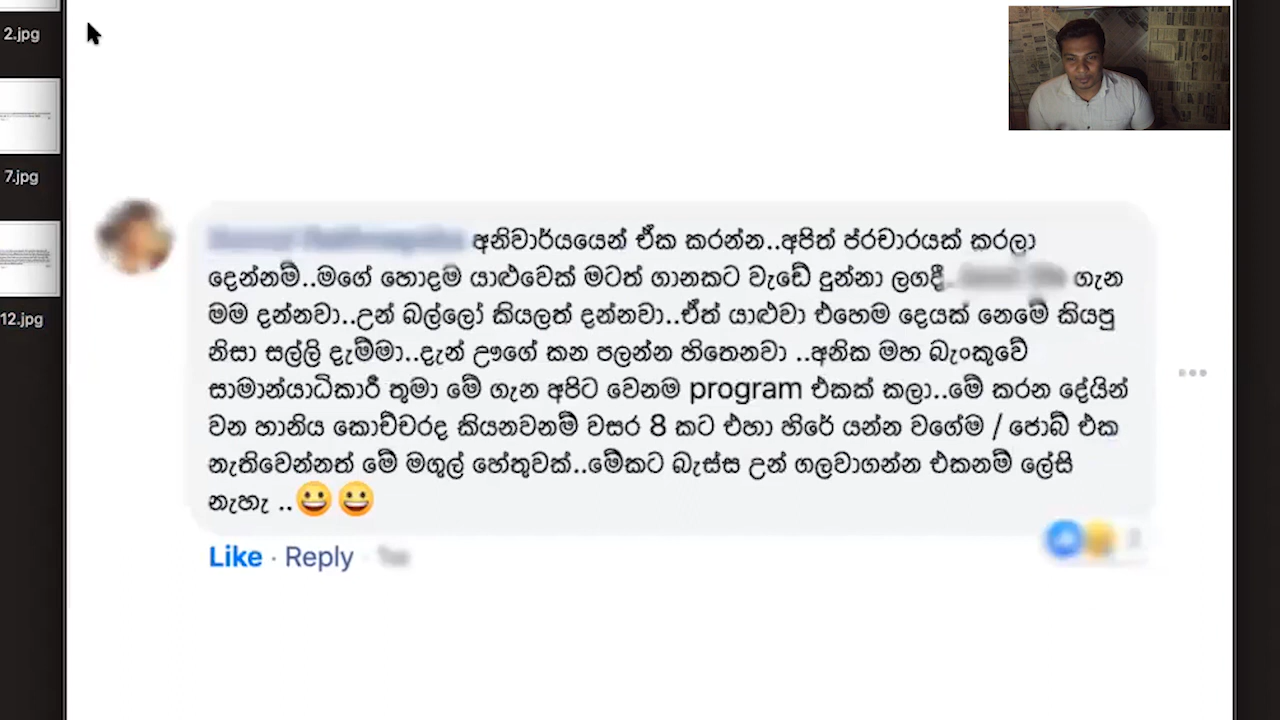 2.jpg
7.jpg
12.jpg
අනිවාර්යයෙන් ඒක කරන්න..අපිත් ප්රචාරයක් කරලා
දෙන්නම්..මගේ හොදම යාළුවෙක් මටත් ගානකට වැඩේ දුන්නා ලගදී. ගැන
මම දන්නවා..උන් බල්ලෝ කියලත් දන්නවා..ඒත් යාළුවා එහෙම දෙයක් නෙමේ කියපු
නිසා සල්ලි දැම්මා..දැන් ඌගේ කන පලන්න හිතෙනවා ..අනික මහ බැංකුවේ
සාමාන්යාධිකාරී තුමා මේ ගැන අපිට වෙනම program එකක් කලා..මේ කරන දේයින්
වන හානිය කොච්චරද කියනවනම් වසර 8 කට එහා හිරේ යන්න වගේම / ජොබ් එක
නැතිවෙන්නත් මේ මගුල් හේතුවක්..මේකට බැස්ස උන් ගලවාගන්න එකනම් ලේසි
නැහැ ..😀😀
Like · Reply